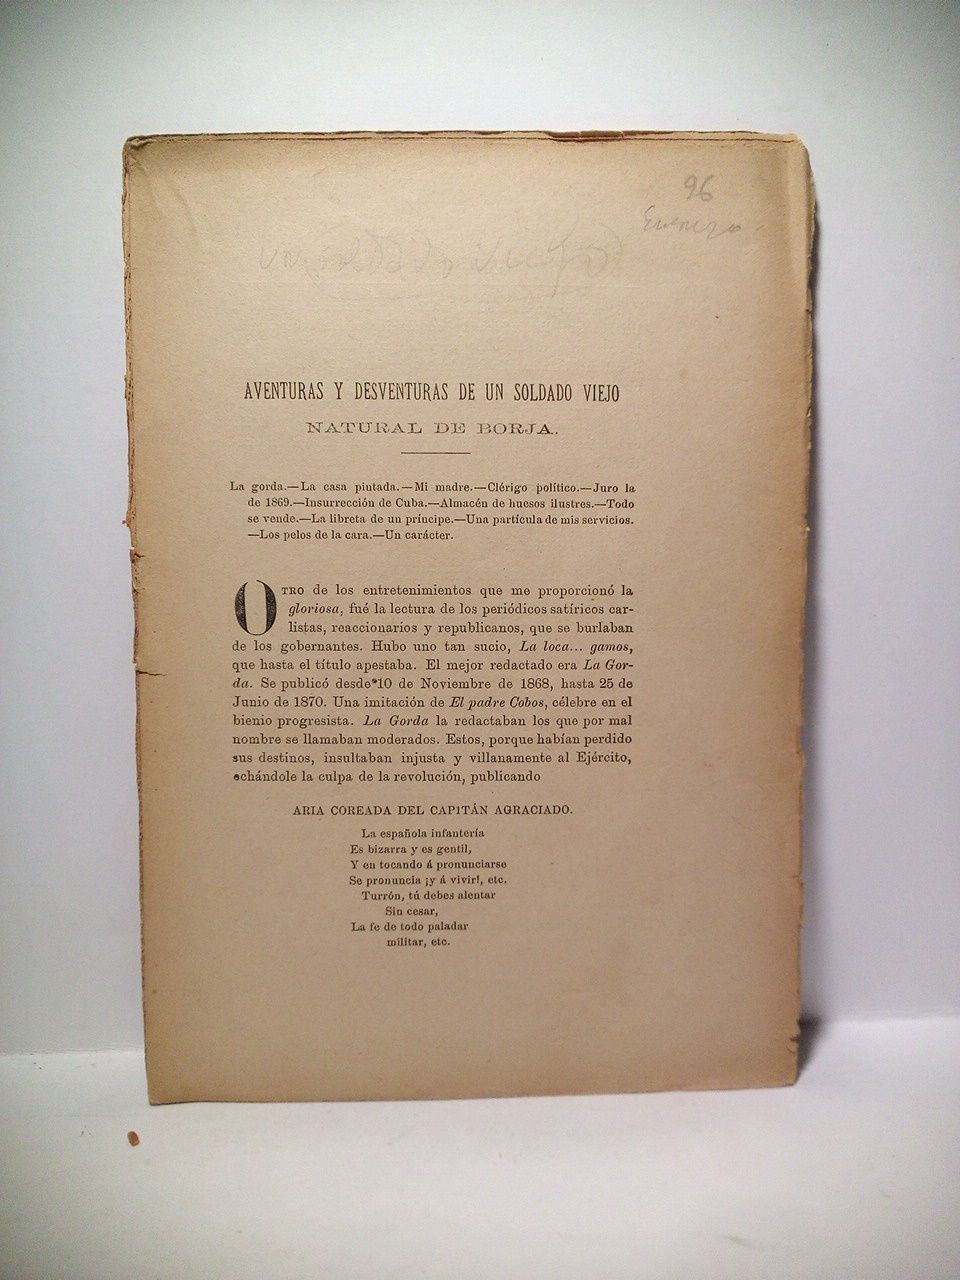 96
AVENTURAS Y DESVENTURAS DE UN SOLDADO VIEJO
NATURAL DE BORJA.
La gorda.—La casa pintada.—Mi madre.—Clérigo político.—Juro la
de 1869.—Insurrección de Cuba.—Almacén de huesos ilustres.—Todo
se vende.—La libreta de un príncipe.—Una partícula de mis servicios.
—Los pelos de la cara.—Un carácter.
OTRO de los entretenimientos que me proporcionó la
gloriosa, fué la lectura de los periódicos satíricos car-
listas, reaccionarios y republicanos, que se burlaban
de los gobernantes. Hubo uno tan sucio, La loca... gamos,
que hasta el título apestaba. El mejor redactado era La Gor-
da. Se publicó desde 10 de Noviembre de 1868, hasta 25 de
Junio de 1870. Una imitación de El padre Cobos, célebre en el
bienio progresista. La Gorda la redactaban los que por mal
nombre se llamaban moderados. Estos, porque habían perdido
sus destinos, insultaban injusta y villanamente al Ejército,
echándole la culpa de la revolución, publicando
ARIA COREADA DEL CAPITÁN AGRACIADO.
La española infantería
Es bizarra y es gentil,
Y en tocando á pronunciarse
Se pronuncia ¡y á vivir!, etc.
Turrón, tú debes alentar
Sin cesar,
La fe de todo paladar
militar, etc.